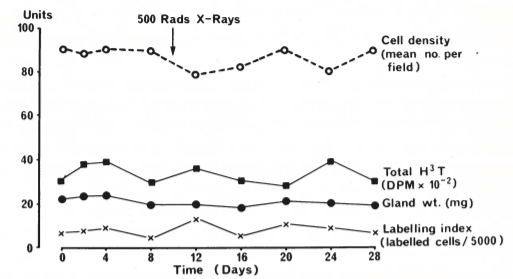 Units
500 Rads X-Rays
100
80
60
40
20
0
Cell density
(mean no. per
field)
Total H³T
(DPM × 10⁻²)
Gland wt. (mg)
Labelling index
(labelled cells/5000)
0 4 8 12 16 20 24 28
Time (Days)